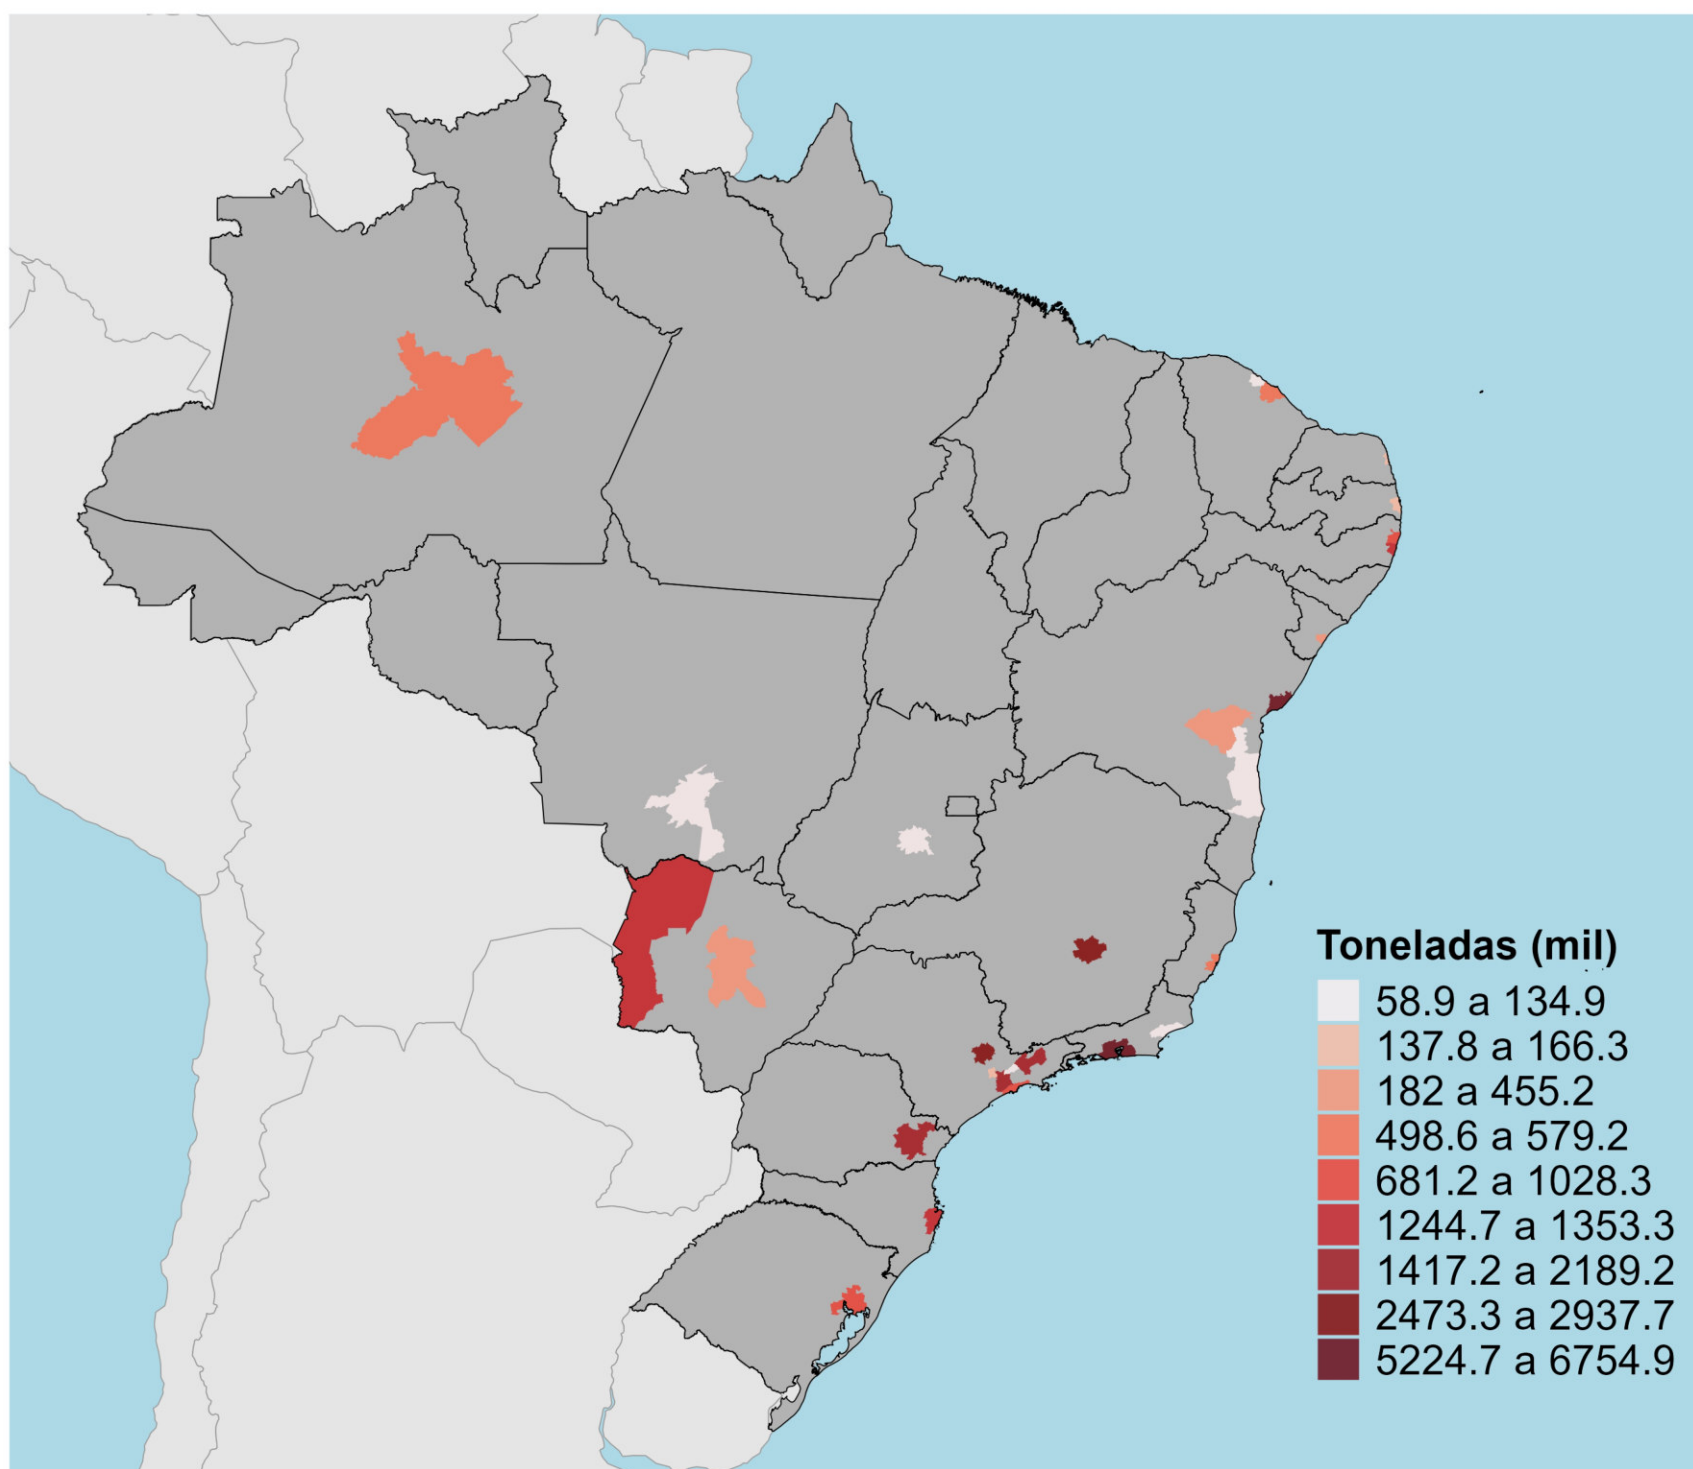 Toneladas (mil)
58.9 a 134.9
137.8 a 166.3
182 a 455.2
498.6 a 579.2
681.2 a 1028.3
1244.7 a 1353.3
1417.2 a 2189.2
2473.3 a 2937.7
5224.7 a 6754.9